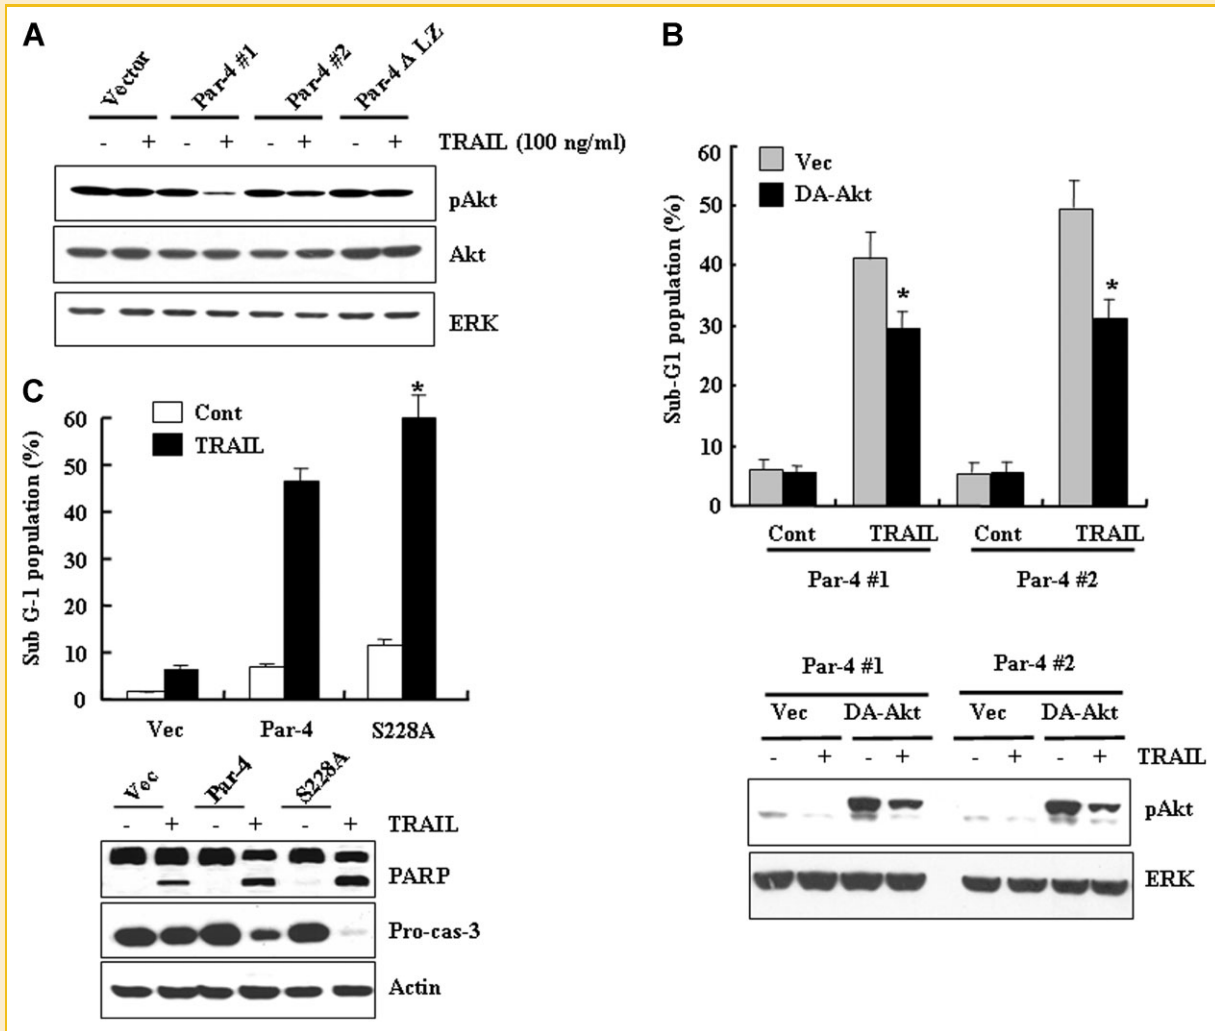 A
Vector Par-4 #1 Par-4 #2 Par-4 Δ LZ
- + - + - + - + TRAIL (100 ng/ml)
pAkt
Akt
ERK
B
Vec
DA-Akt
Sub-G1 population (%)
60
50
40
30
20
10
0
*
*
Cont TRAIL Cont TRAIL
Par-4 #1 Par-4 #2
Par-4 #1 Par-4 #2
Vec DA-Akt Vec DA-Akt
- + - + - + - + TRAIL
pAkt
ERK
C
Cont
TRAIL
Sub G-1 population (%)
60
50
40
30
20
10
0
*
Vec Par-4 S228A
Vec Par-4 S228A
- + - + - + TRAIL
PARP
Pro-cas-3
Actin